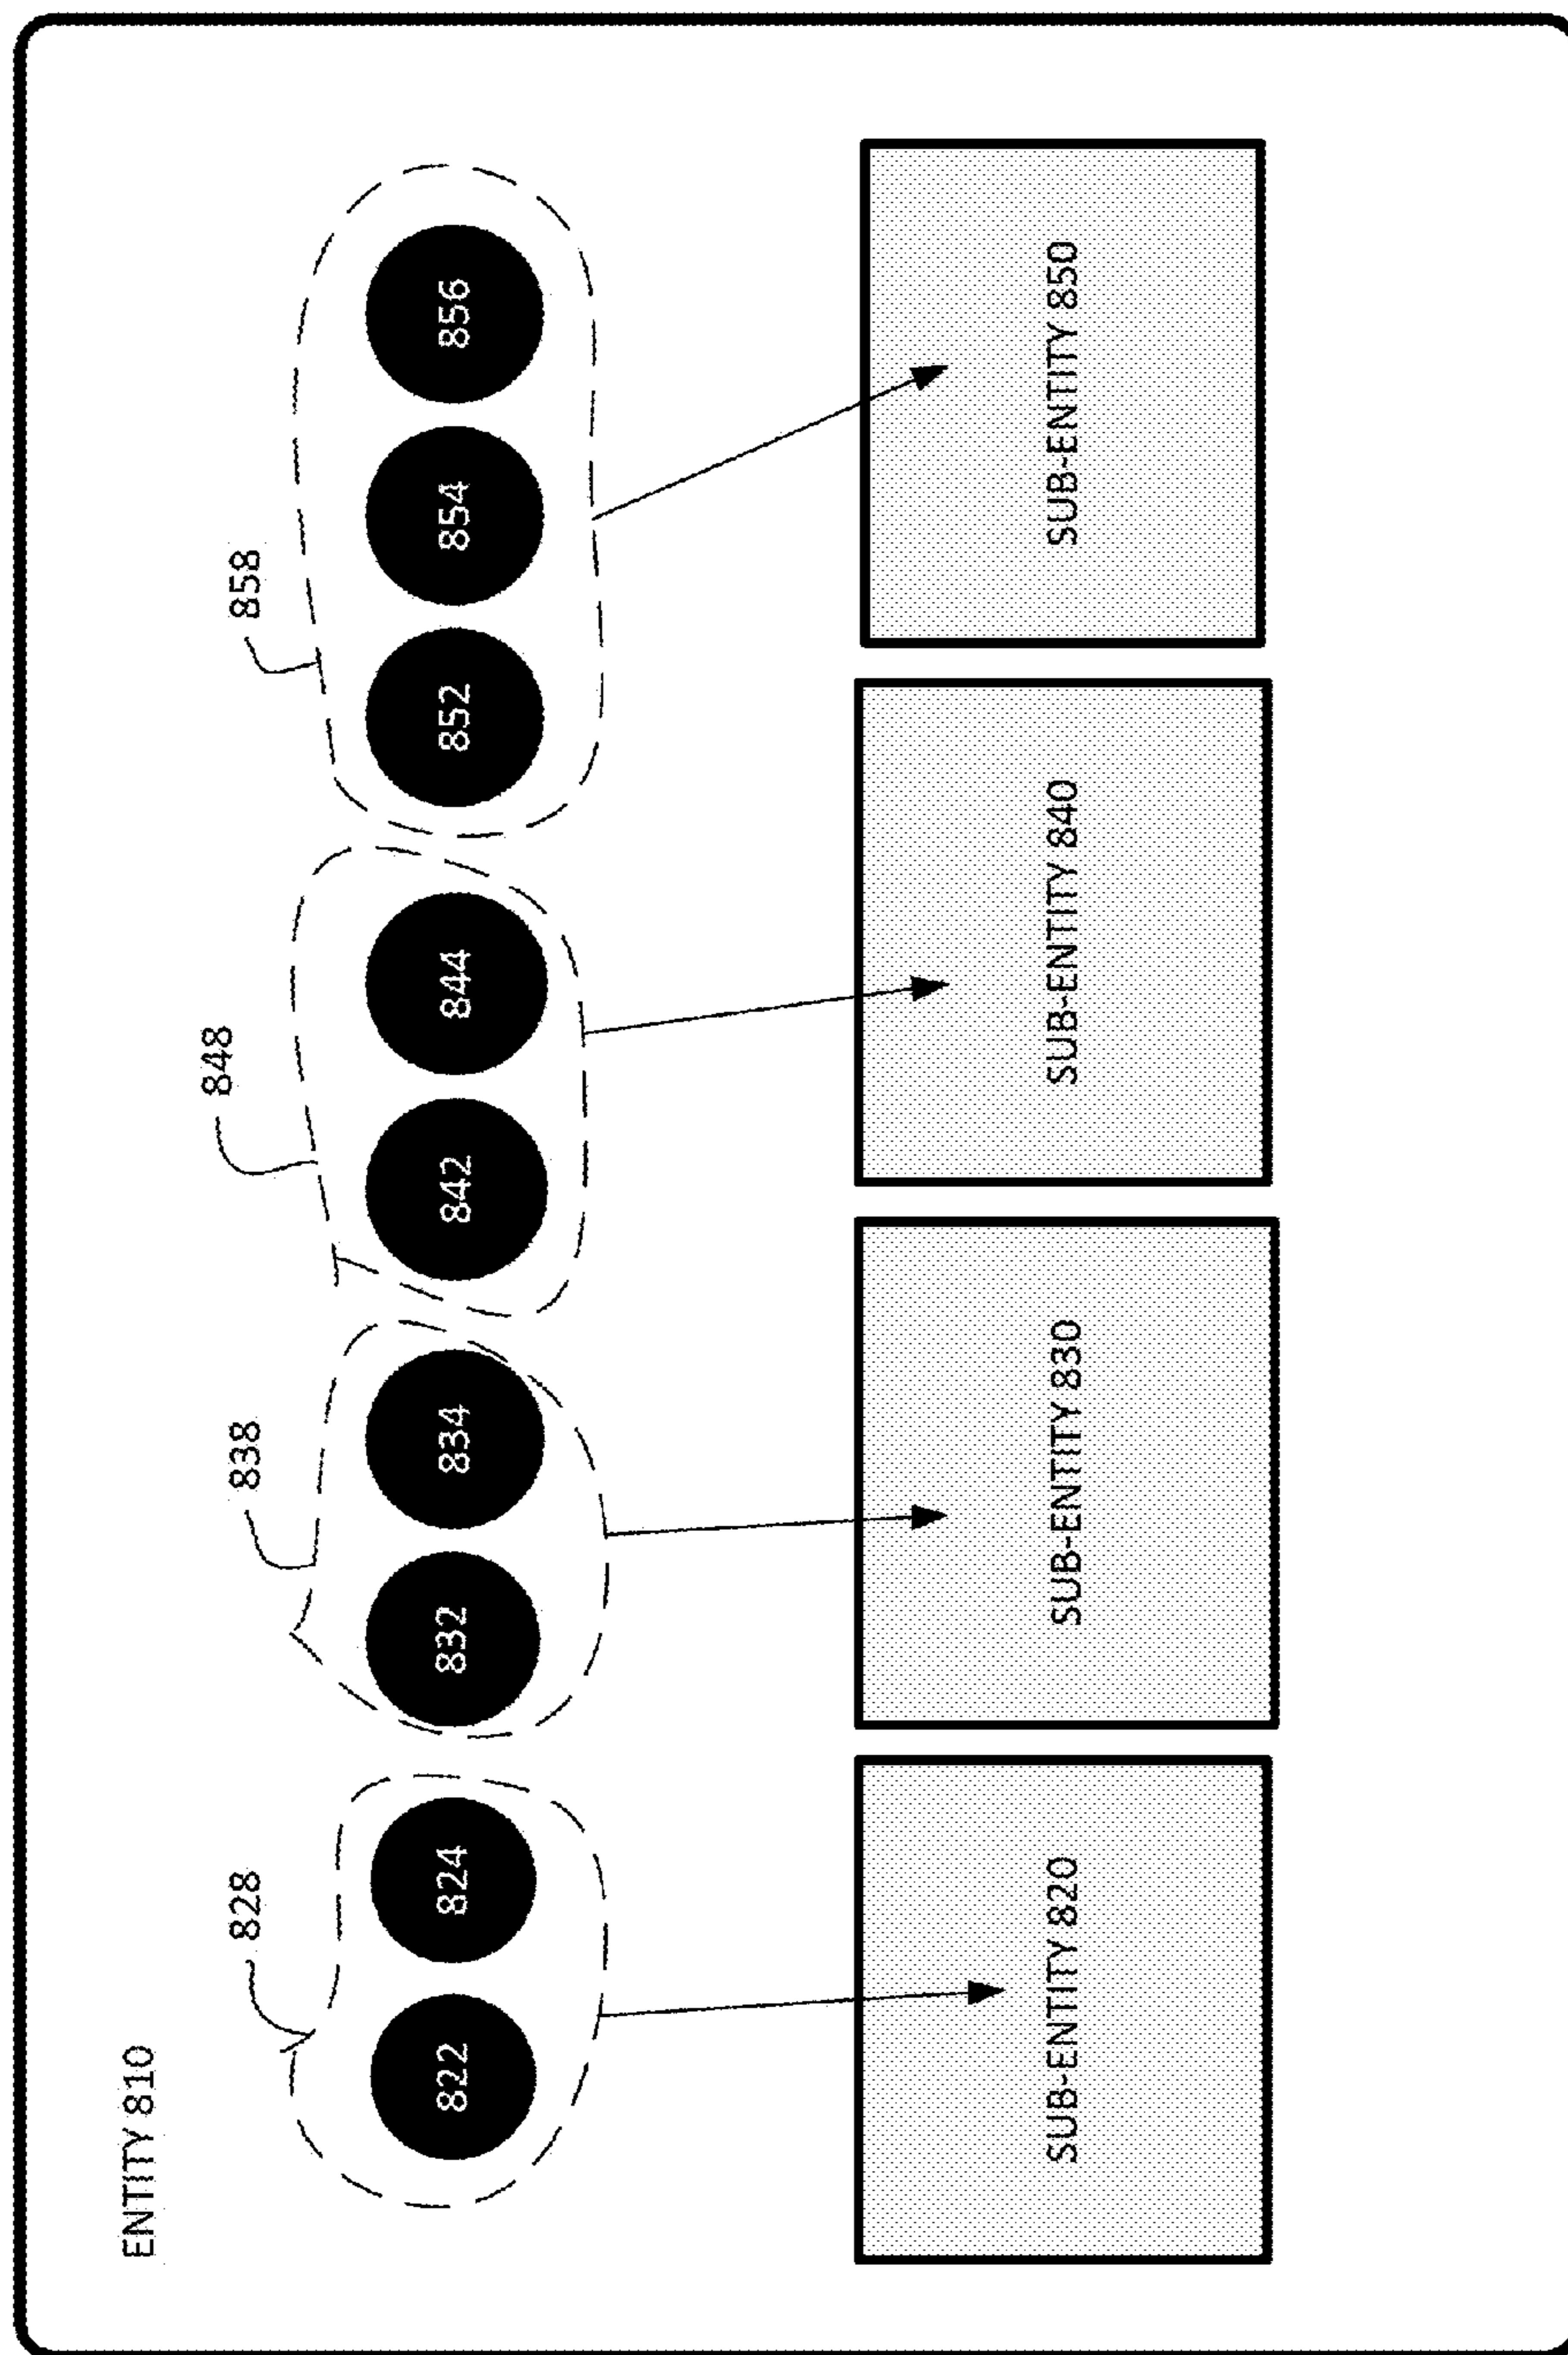 ENTITY 810
828
838
848
858
822
824
832
834
842
844
852
854
856
SUB-ENTITY 820
SUB-ENTITY 830
SUB-ENTITY 840
SUB-ENTITY 850